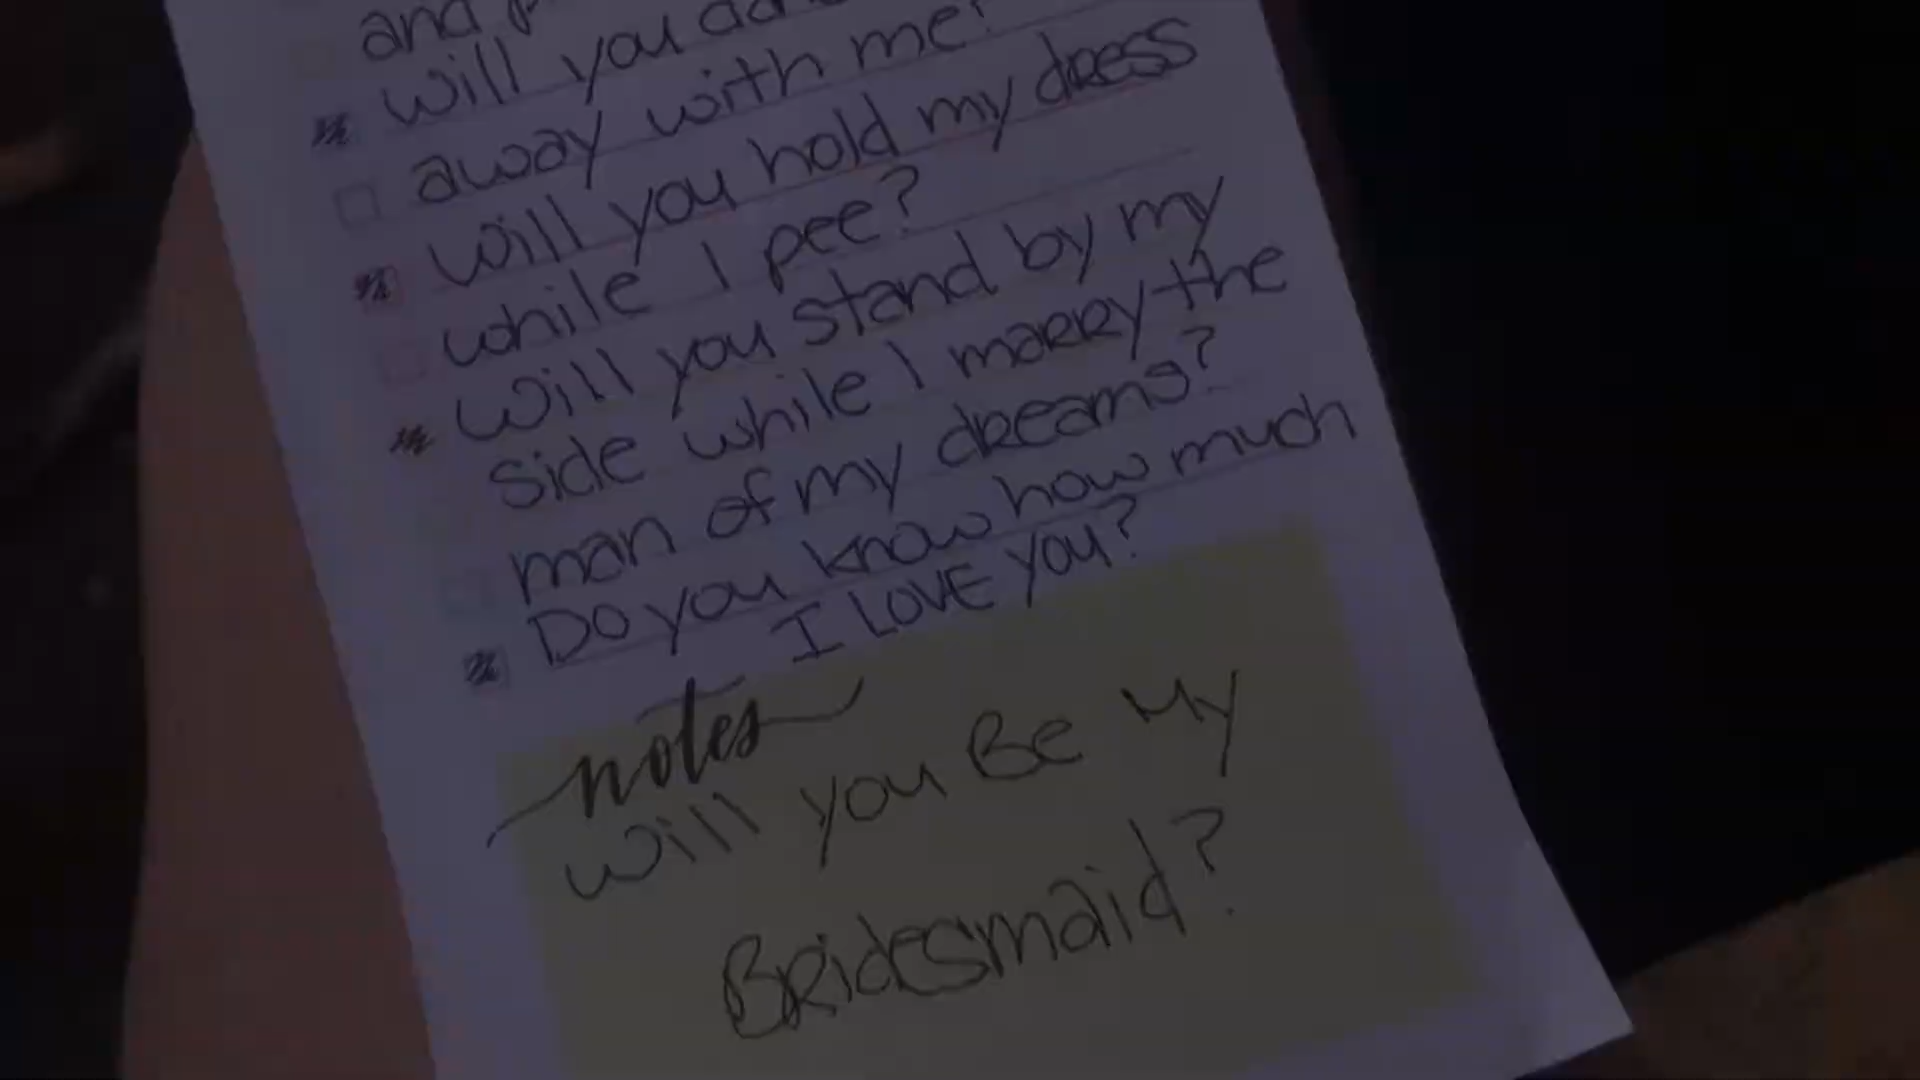 and
will you
away with me?
will you hold my dress
while I pee?
will you stand by my
side while I marry the
man of my dreams?
Do you know how much
I LOVE you?
notes
will you Be My
Bridesmaid?